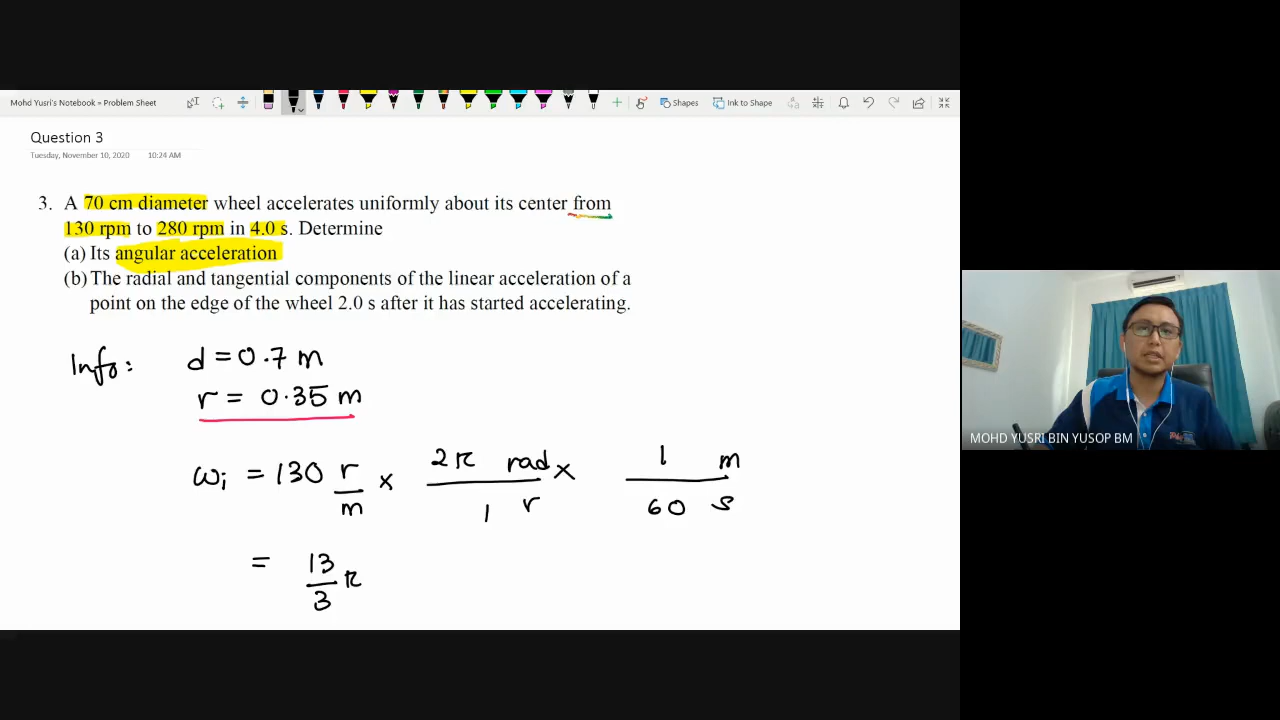 Mohd Yusri's Notebook » Problem Sheet
Shapes
Ink to Shape
Question 3
Tuesday, November 10, 2020 10:24 AM
3. A 70 cm diameter wheel accelerates uniformly about its center from
130 rpm to 280 rpm in 4.0 s. Determine
(a) Its angular acceleration
(b) The radial and tangential components of the linear acceleration of a
point on the edge of the wheel 2.0 s after it has started accelerating.
Info: d = 0.7 m
r = 0.35 m
ωi = 130 r/m × 2π rad/1 r × 1 m/60 s
= 13/3 π
MOHD YUSRI BIN YUSOP BM